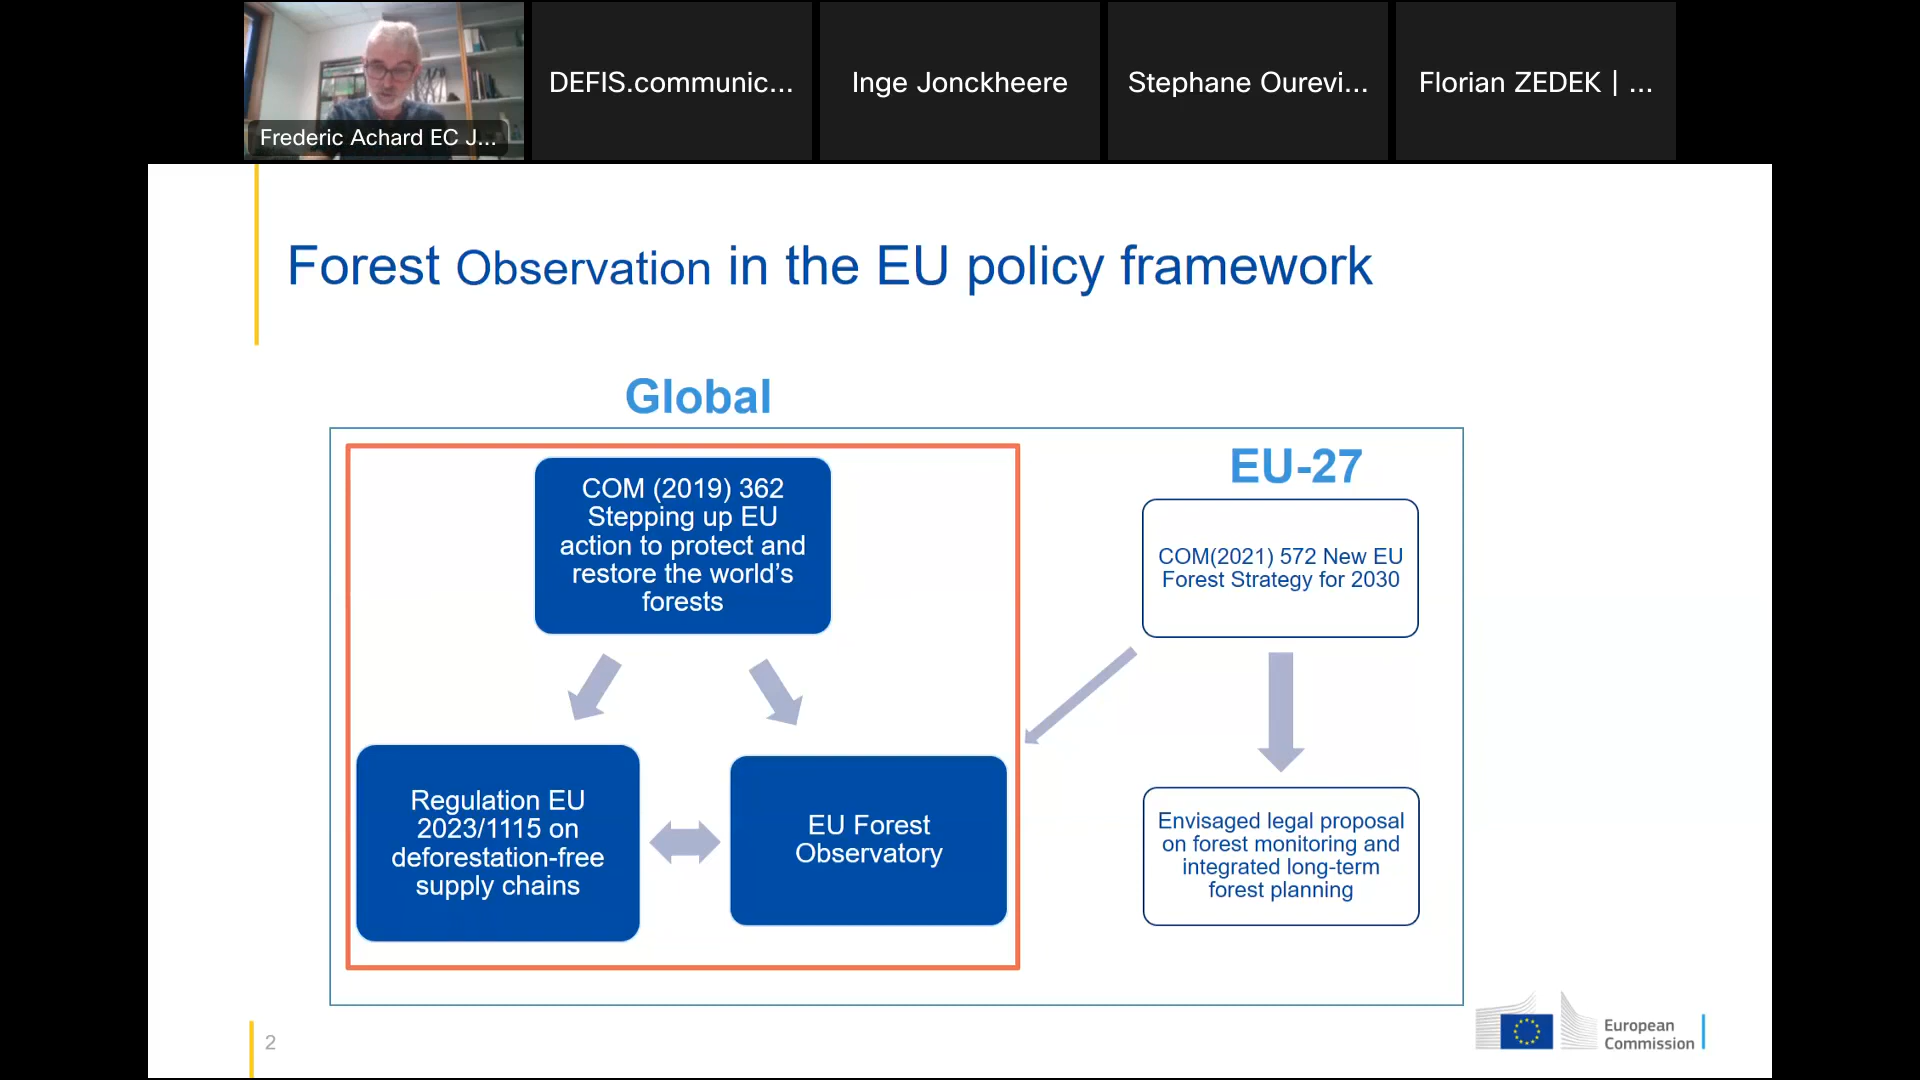 Frederic Achard EC J...
DEFIS.communic...
Inge Jonckheere
Stephane Ourevi...
Florian ZEDEK | ...
Forest Observation in the EU policy framework
Global
COM (2019) 362
Stepping up EU
action to protect and
restore the world’s
forests
Regulation EU
2023/1115 on
deforestation-free
supply chains
EU Forest
Observatory
EU-27
COM(2021) 572 New EU
Forest Strategy for 2030
Envisaged legal proposal
on forest monitoring and
integrated long-term
forest planning
2
European
Commission